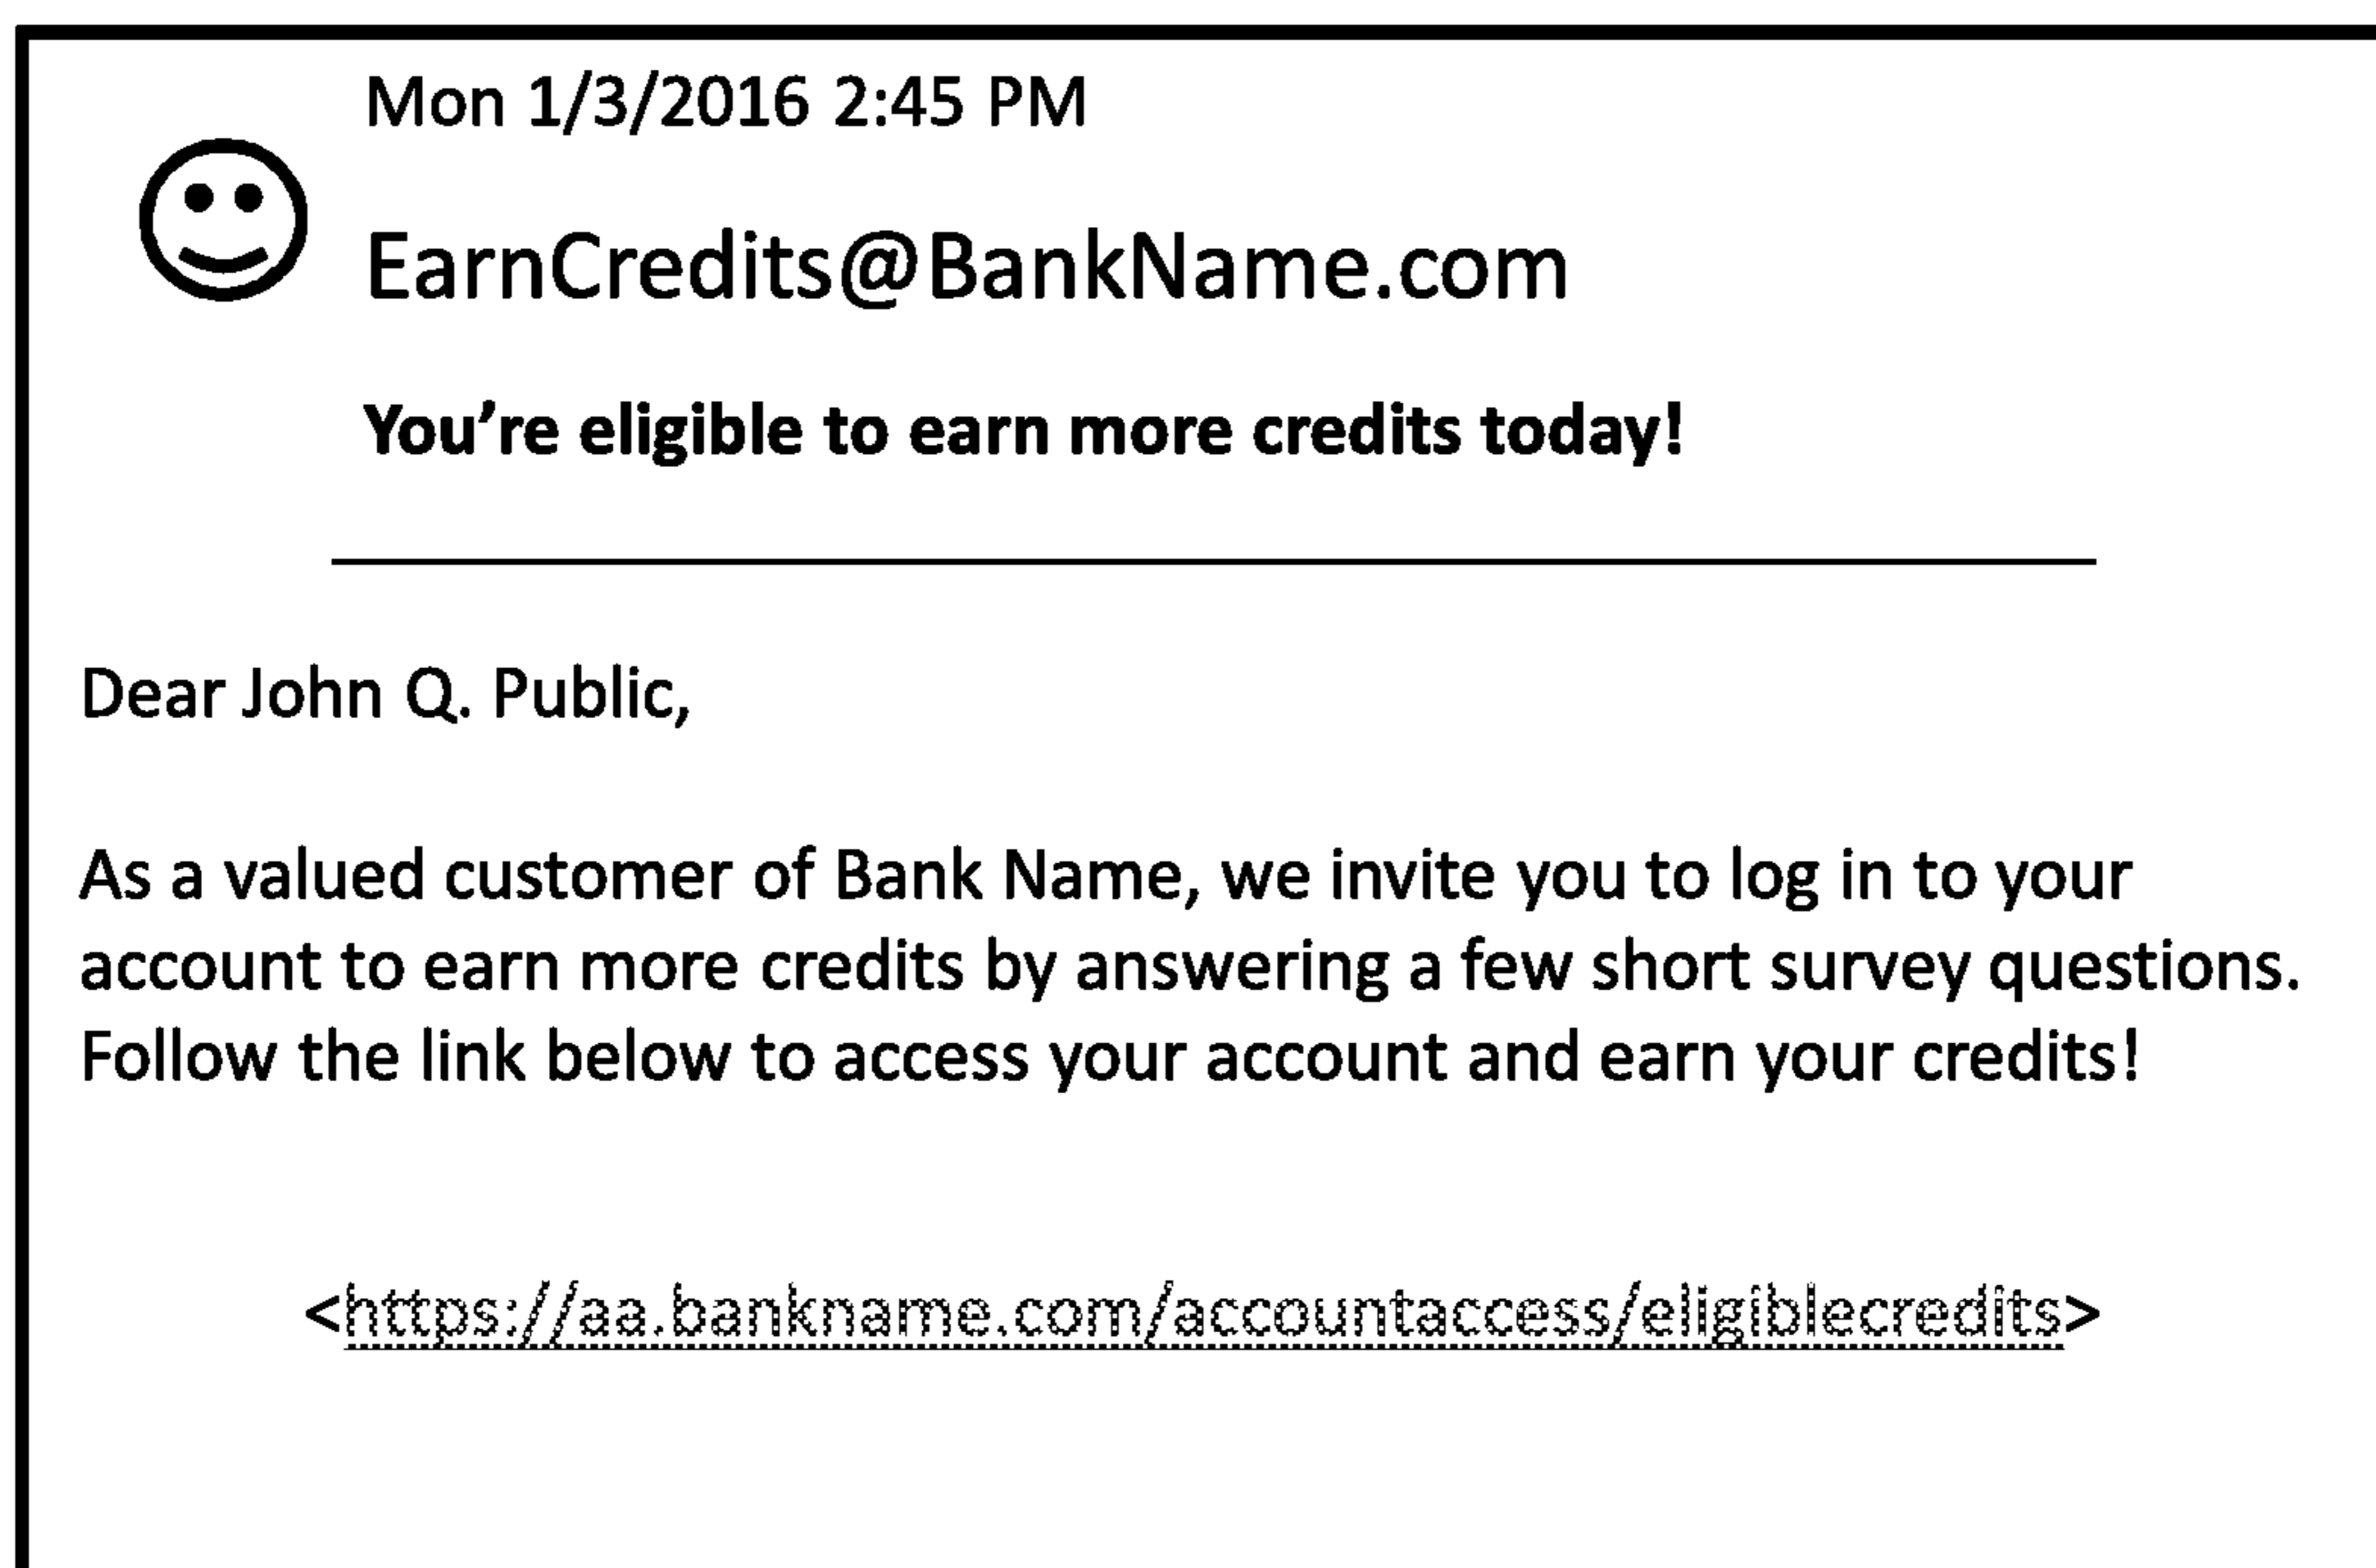 Mon 1/3/2016 2:45 PM
EarnCredits@BankName.com
You're eligible to earn more credits today!
Dear John Q. Public,
As a valued customer of Bank Name, we invite you to log in to your
account to earn more credits by answering a few short survey questions.
Follow the link below to access your account and earn your credits!
<https://aa.bankname.com/accountaccess/eligiblecredits>